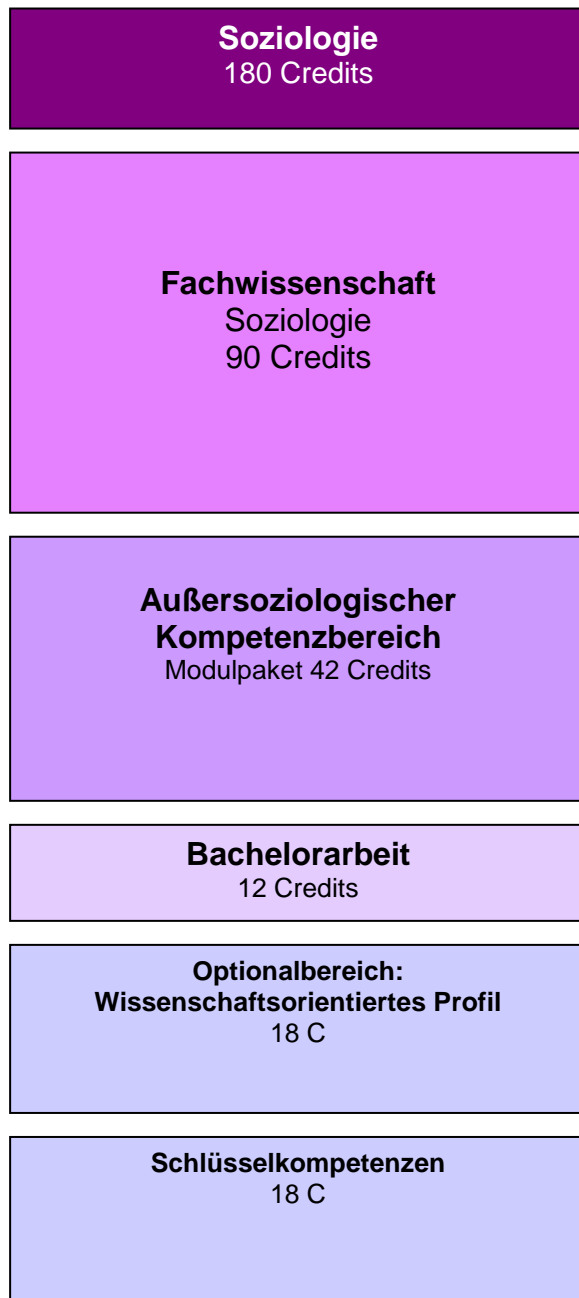 Soziologie
180 Credits
Fachwissenschaft
Soziologie
90 Credits
Außersoziologischer
Kompetenzbereich
Modulpaket 42 Credits
Bachelorarbeit
12 Credits
Optionalbereich:
Wissenschaftsorientiertes Profil
18 C
Schlüsselkompetenzen
18 C